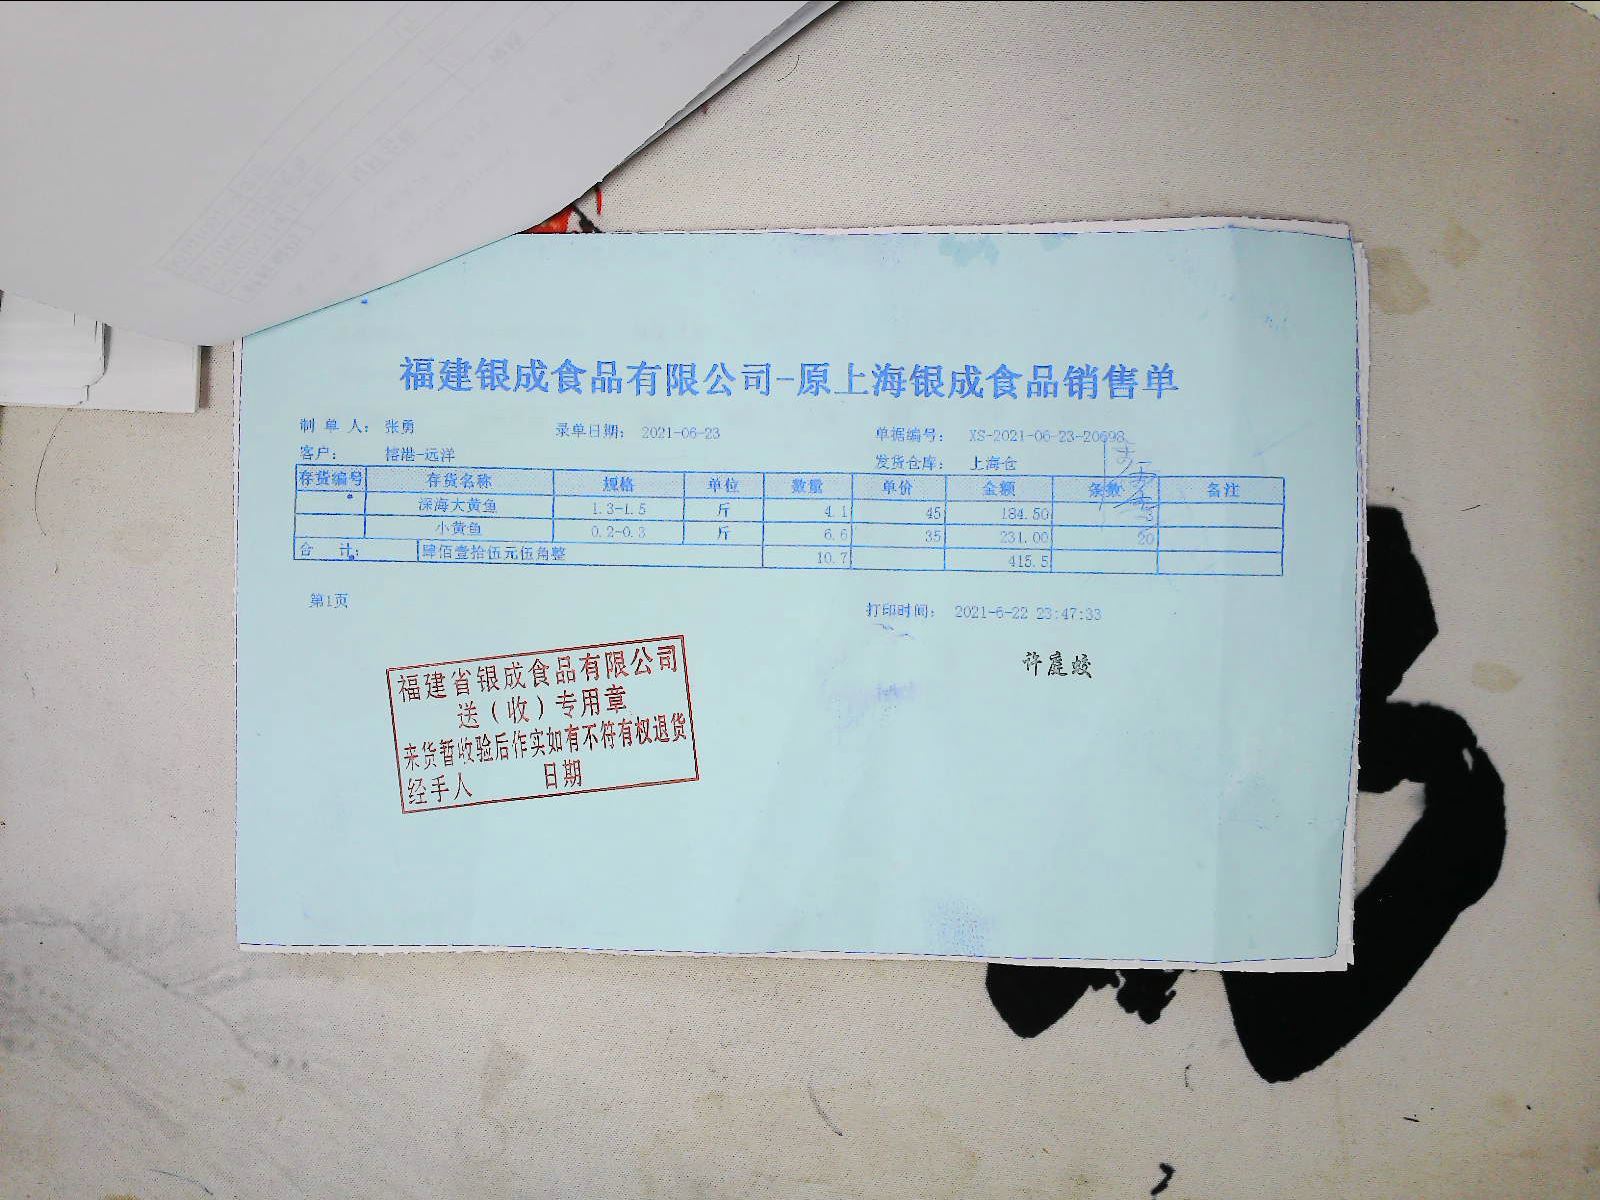 福建银成食品有限公司-原上海银成食品销售单
制 单 人： 张勇 录单日期： 2021-06-23 单据编号： XS-2021-06-23-20698
客户： 榕港-远洋 发货仓库： 上海仓
存货编号 存货名称 规格 单位 数量 单价 金额 条数 备注
深海大黄鱼 1.3-1.5 斤 4.1 45 184.50 3
小黄鱼 0.2-0.3 斤 6.6 35 231.00 20
合 计： 肆佰壹拾伍元伍角整 10.7 415.5
第1页 打印时间： 2021-6-22 23:47:33
许庭蛟
福建省银成食品有限公司
送（收）专用章
来货暂收验后作实如有不符有权退货
经手人 日期